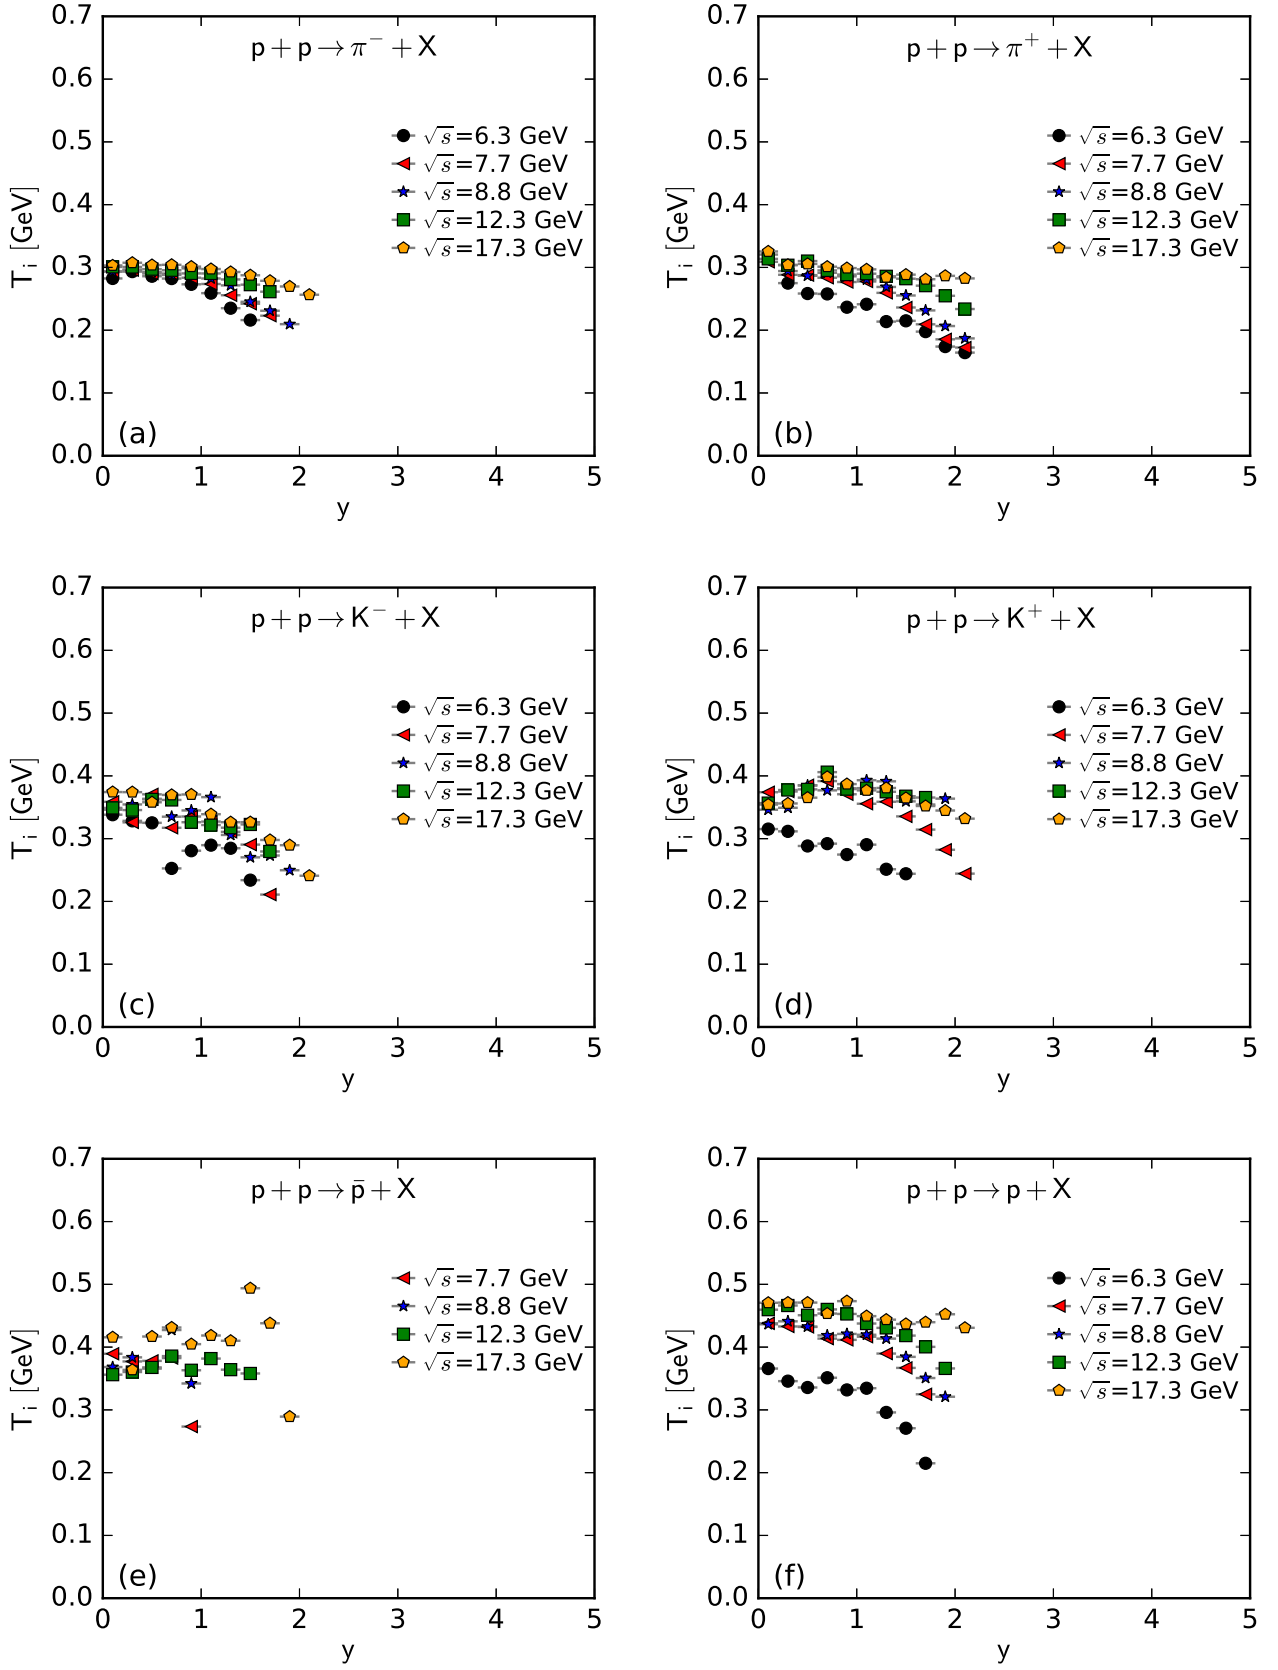 p + p → π⁻ + X
0.7
0.6
0.5
0.4
0.3
0.2
0.1
0.0
T_i [GeV]
√s=6.3 GeV
√s=7.7 GeV
√s=8.8 GeV
√s=12.3 GeV
√s=17.3 GeV
(a)
0 1 2 3 4 5
y
p + p → π⁺ + X
0.7
0.6
0.5
0.4
0.3
0.2
0.1
0.0
T_i [GeV]
√s=6.3 GeV
√s=7.7 GeV
√s=8.8 GeV
√s=12.3 GeV
√s=17.3 GeV
(b)
0 1 2 3 4 5
y
p + p → K⁻ + X
0.7
0.6
0.5
0.4
0.3
0.2
0.1
0.0
T_i [GeV]
√s=6.3 GeV
√s=7.7 GeV
√s=8.8 GeV
√s=12.3 GeV
√s=17.3 GeV
(c)
0 1 2 3 4 5
y
p + p → K⁺ + X
0.7
0.6
0.5
0.4
0.3
0.2
0.1
0.0
T_i [GeV]
√s=6.3 GeV
√s=7.7 GeV
√s=8.8 GeV
√s=12.3 GeV
√s=17.3 GeV
(d)
0 1 2 3 4 5
y
p + p → p̄ + X
0.7
0.6
0.5
0.4
0.3
0.2
0.1
0.0
T_i [GeV]
√s=7.7 GeV
√s=8.8 GeV
√s=12.3 GeV
√s=17.3 GeV
(e)
0 1 2 3 4 5
y
p + p → p + X
0.7
0.6
0.5
0.4
0.3
0.2
0.1
0.0
T_i [GeV]
√s=6.3 GeV
√s=7.7 GeV
√s=8.8 GeV
√s=12.3 GeV
√s=17.3 GeV
(f)
0 1 2 3 4 5
y